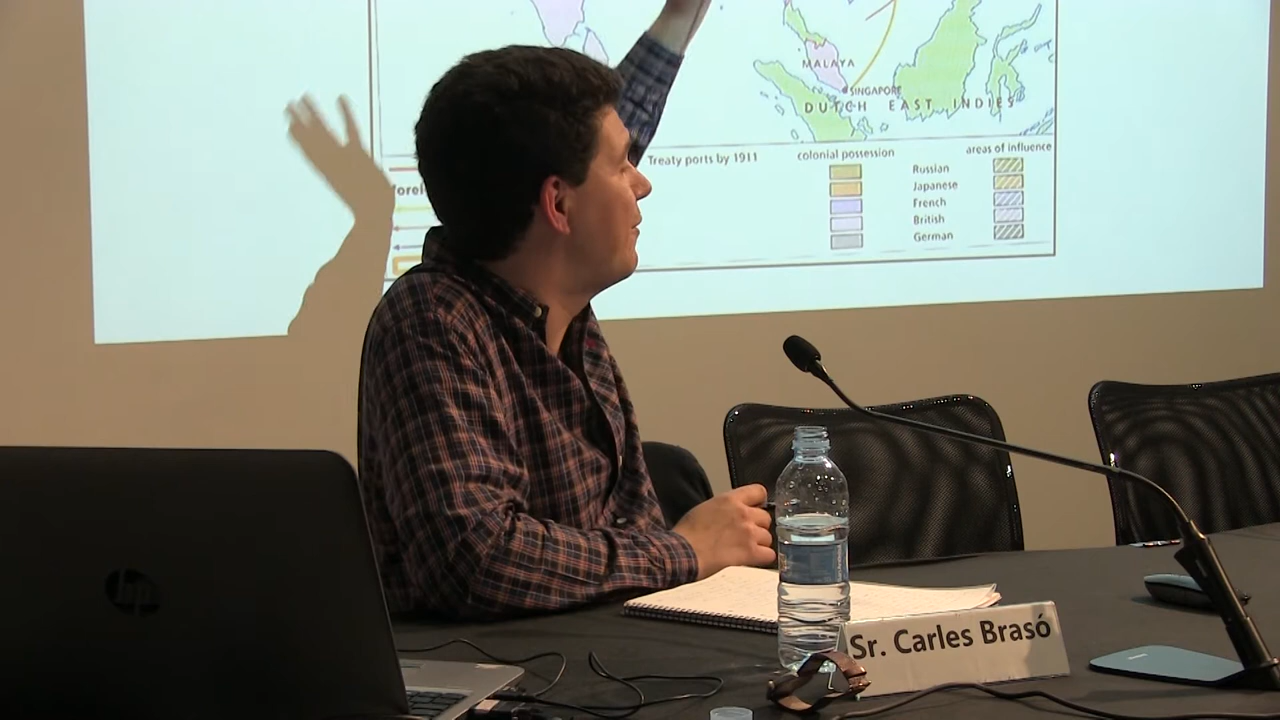 MALAYA
SINGAPORE
DUTCH EAST INDIES
Treaty ports by 1911
colonial possession
areas of influence
Russian
Japanese
French
British
German
hp
Sr. Carles Brasó